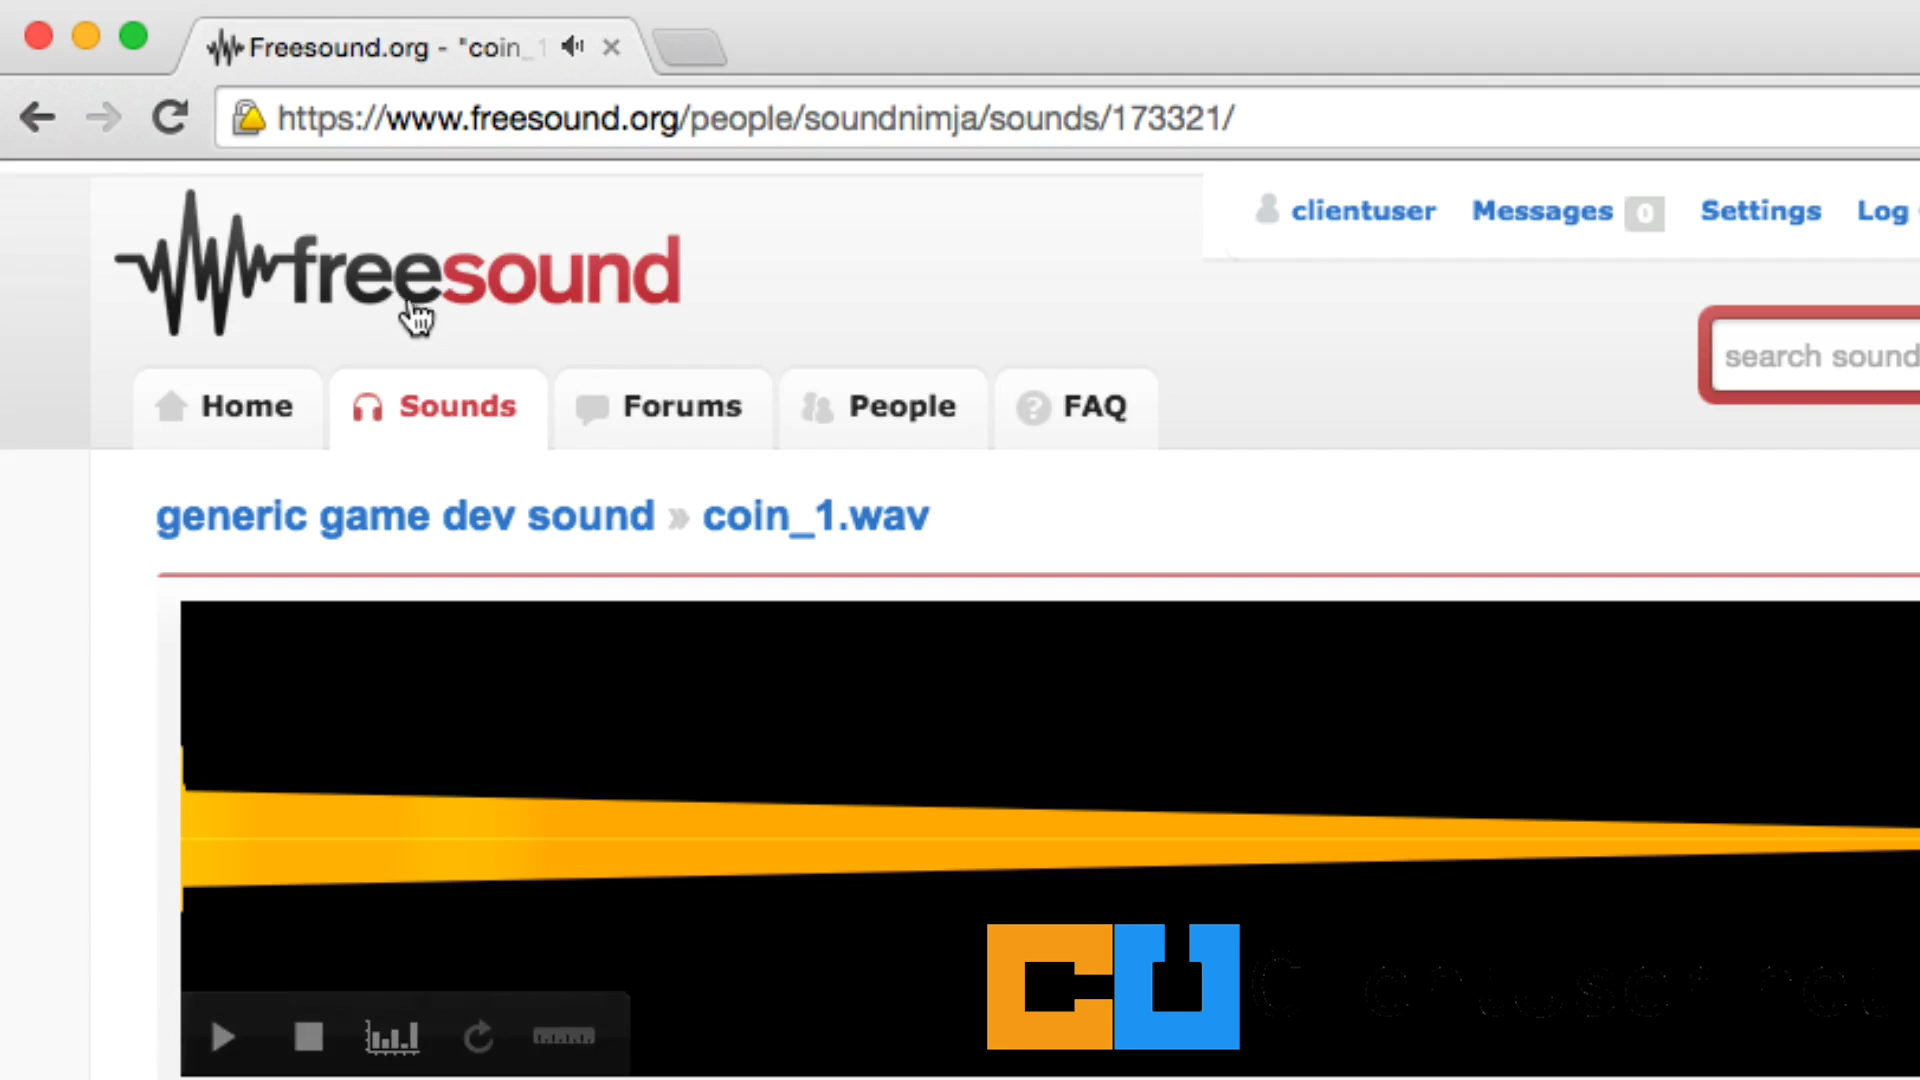 Freesound.org - "coin_1
https://www.freesound.org/people/soundnimja/sounds/173321/
freesound
clientuser Messages 0 Settings Log
search sound
Home Sounds Forums People FAQ
generic game dev sound » coin_1.wav
CU